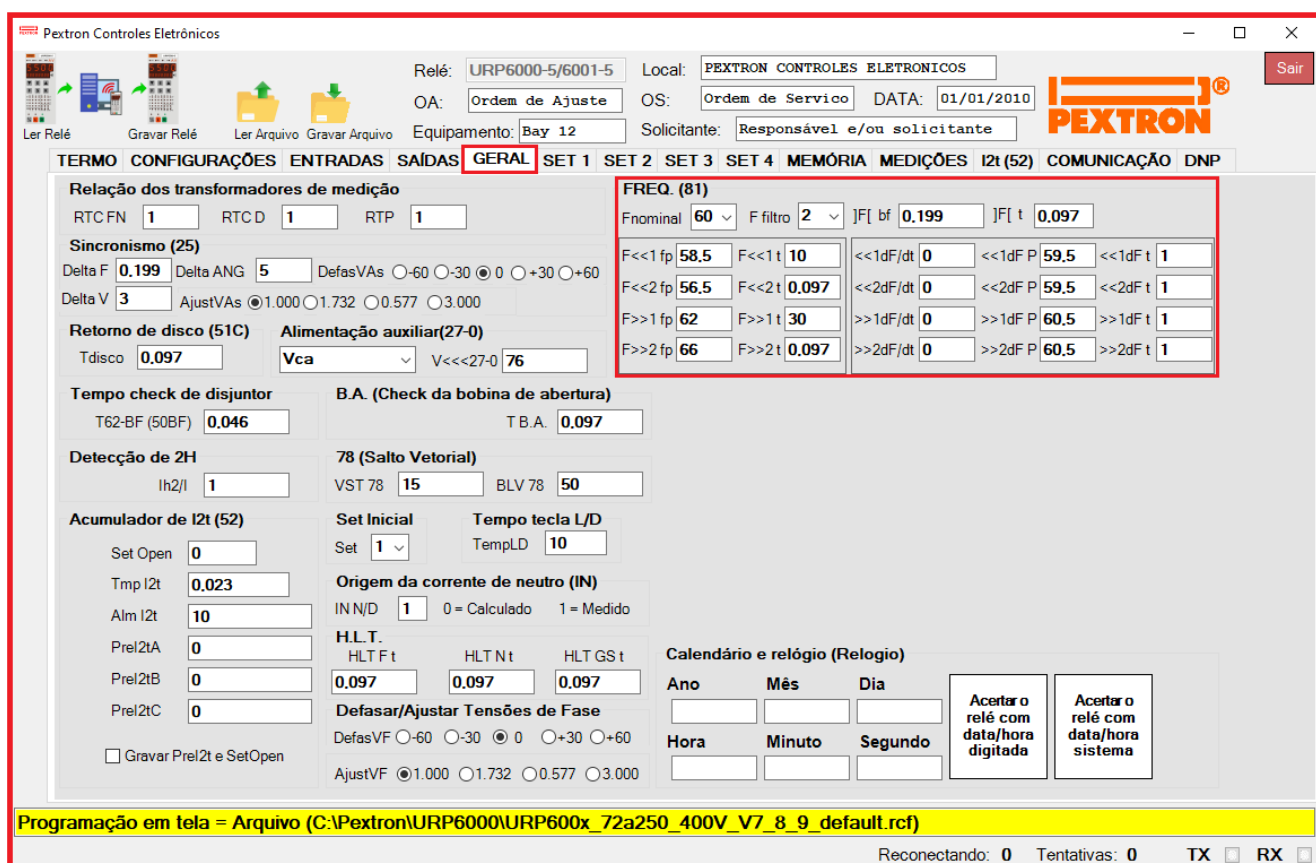 Pextron Controles Eletrônicos
Relé: URP6000-5/6001-5 Local: PEXTRON CONTROLES ELETRONICOS Sair
OA: Ordem de Ajuste OS: Ordem de Servico DATA: 01/01/2010
Ler Relé Gravar Relé Ler Arquivo Gravar Arquivo Equipamento: Bay 12 Solicitante: Responsável e/ou solicitante PEXTRON®
TERMO CONFIGURAÇÕES ENTRADAS SAÍDAS GERAL SET 1 SET 2 SET 3 SET 4 MEMÓRIA MEDIÇÕES I2t (52) COMUNICAÇÃO DNP
Relação dos transformadores de medição
RTC FN 1 RTC D 1 RTP 1
Sincronismo (25)
Delta F 0,199 Delta ANG 5 DefasVAs -60 -30 0 +30 +60
Delta V 3 AjustVAs 1.000 1.732 0.577 3.000
Retorno de disco (51C)
Tdisco 0,097
Alimentação auxiliar(27-0)
Vca V<<<27-0 76
FREQ. (81)
Fnominal 60 F filtro 2 ]F[ bf 0,199 ]F[ t 0,097
F<<1 fp 58,5 F<<1 t 10 <<1dF/dt 0 <<1dF P 59,5 <<1dF t 1
F<<2 fp 56,5 F<<2 t 0,097 <<2dF/dt 0 <<2dF P 59,5 <<2dF t 1
F>>1 fp 62 F>>1 t 30 >>1dF/dt 0 >>1dF P 60,5 >>1dF t 1
F>>2 fp 66 F>>2 t 0,097 >>2dF/dt 0 >>2dF P 60,5 >>2dF t 1
Tempo check de disjuntor
T62-BF (50BF) 0,046
B.A. (Check da bobina de abertura)
T B.A. 0,097
Detecção de 2H
Ih2/I 1
78 (Salto Vetorial)
VST 78 15 BLV 78 50
Acumulador de I2t (52)
Set Open 0
Tmp I2t 0,023
Alm I2t 10
PreI2tA 0
PreI2tB 0
PreI2tC 0
Gravar PreI2t e SetOpen
Set Inicial
Set 1
Tempo tecla L/D
TempLD 10
Origem da corrente de neutro (IN)
IN N/D 1 0 = Calculado 1 = Medido
H.L.T.
HLT F t HLT N t HLT GS t
0,097 0,097 0,097
Defasar/Ajustar Tensões de Fase
DefasVF -60 -30 0 +30 +60
AjustVF 1.000 1.732 0.577 3.000
Calendário e relógio (Relogio)
Ano Mês Dia
Hora Minuto Segundo
Acertar o
relé com
data/hora
digitada
Acertar o
relé com
data/hora
sistema
Programação em tela = Arquivo (C:\Pextron\URP6000\URP600x_72a250_400V_V7_8_9_default.rcf)
Reconectando: 0 Tentativas: 0 TX RX